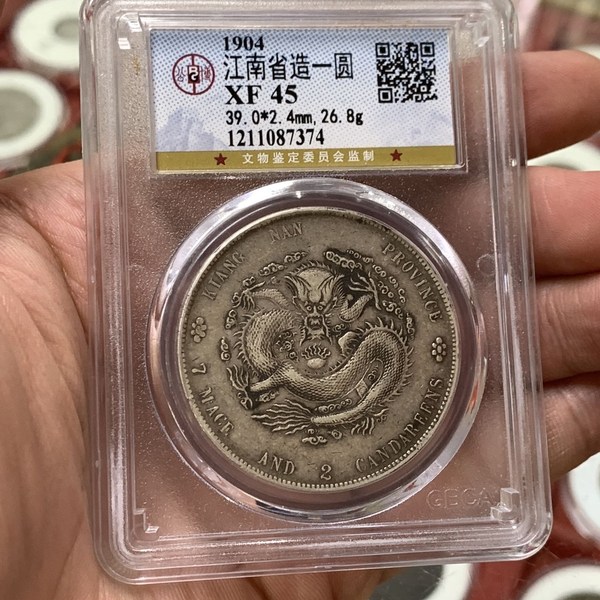 1904
江南省造一圆
XF 45
39.0*2.4mm,26.8g
1211087374
文物鉴定委员会监制
KIANG NAN PROVINCE
7 MACE AND 2 CANDAREENS
GBCA